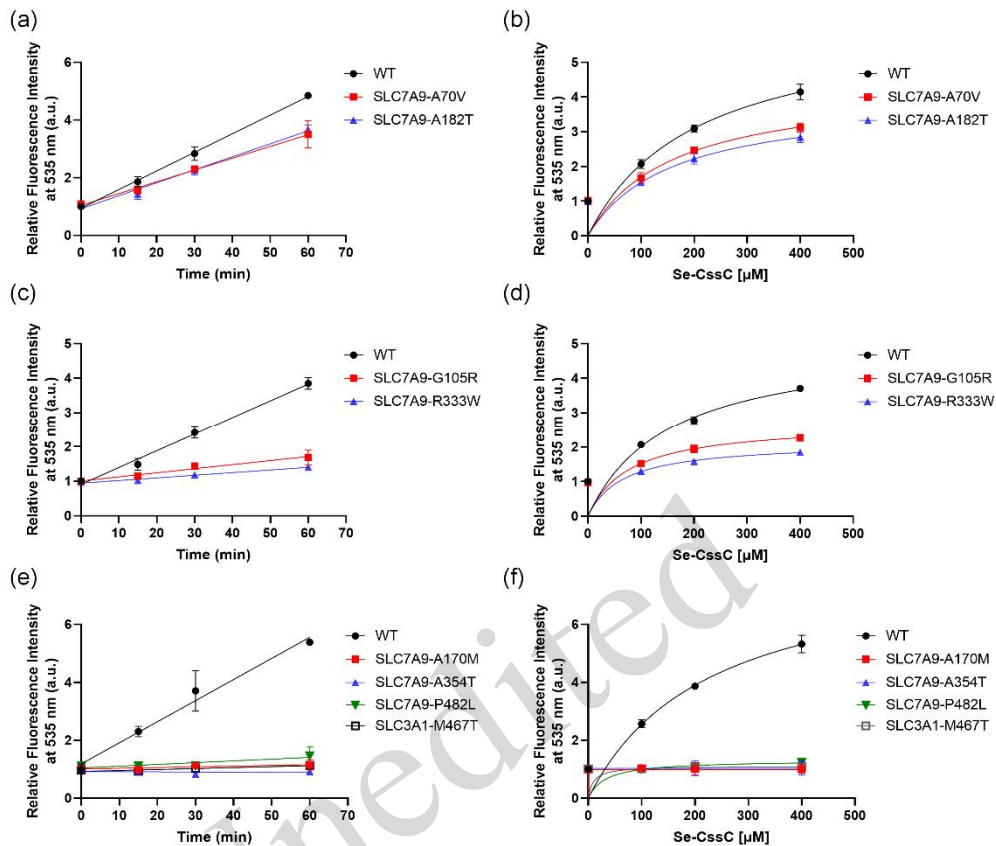 (a)
Relative Fluorescence Intensity
at 535 nm (a.u.)
6
4
2
0
0 10 20 30 40 50 60 70
Time (min)
WT
SLC7A9-A70V
SLC7A9-A182T
(b)
Relative Fluorescence Intensity
at 535 nm (a.u.)
5
4
3
2
1
0
0 100 200 300 400 500
Se-CssC [µM]
WT
SLC7A9-A70V
SLC7A9-A182T
(c)
Relative Fluorescence Intensity
at 535 nm (a.u.)
5
4
3
2
1
0
0 10 20 30 40 50 60 70
Time (min)
WT
SLC7A9-G105R
SLC7A9-R333W
(d)
Relative Fluorescence Intensity
at 535 nm (a.u.)
5
4
3
2
1
0
0 100 200 300 400 500
Se-CssC [µM]
WT
SLC7A9-G105R
SLC7A9-R333W
(e)
Relative Fluorescence Intensity
at 535 nm (a.u.)
6
4
2
0
0 10 20 30 40 50 60 70
Time (min)
WT
SLC7A9-A170M
SLC7A9-A354T
SLC7A9-P482L
SLC3A1-M467T
(f)
Relative Fluorescence Intensity
at 535 nm (a.u.)
6
4
2
0
0 100 200 300 400 500
Se-CssC [µM]
WT
SLC7A9-A170M
SLC7A9-A354T
SLC7A9-P482L
SLC3A1-M467T
nedited